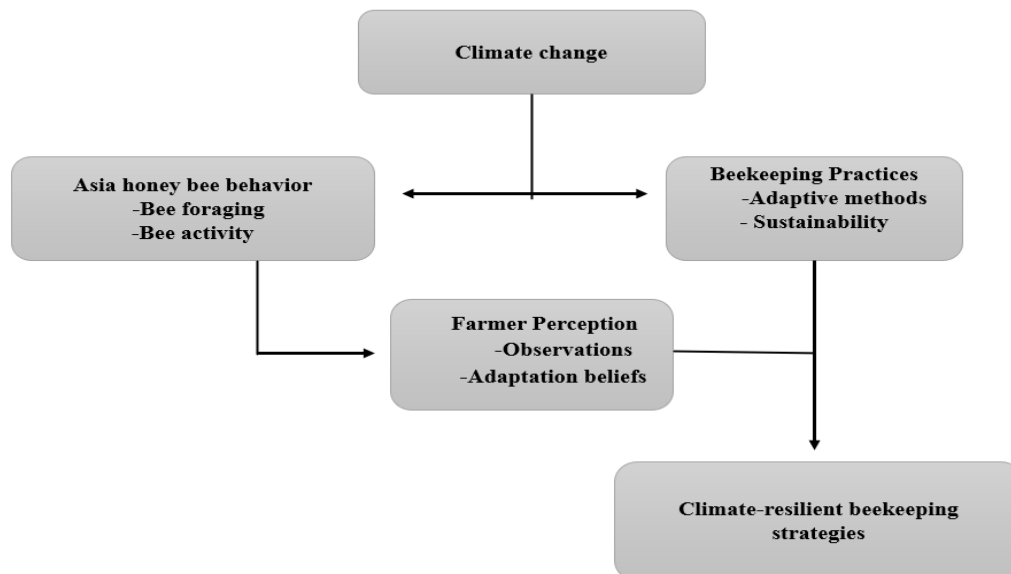 Climate change
Asia honey bee behavior
-Bee foraging
-Bee activity
Beekeeping Practices
-Adaptive methods
- Sustainability
Farmer Perception
-Observations
-Adaptation beliefs
Climate-resilient beekeeping
strategies